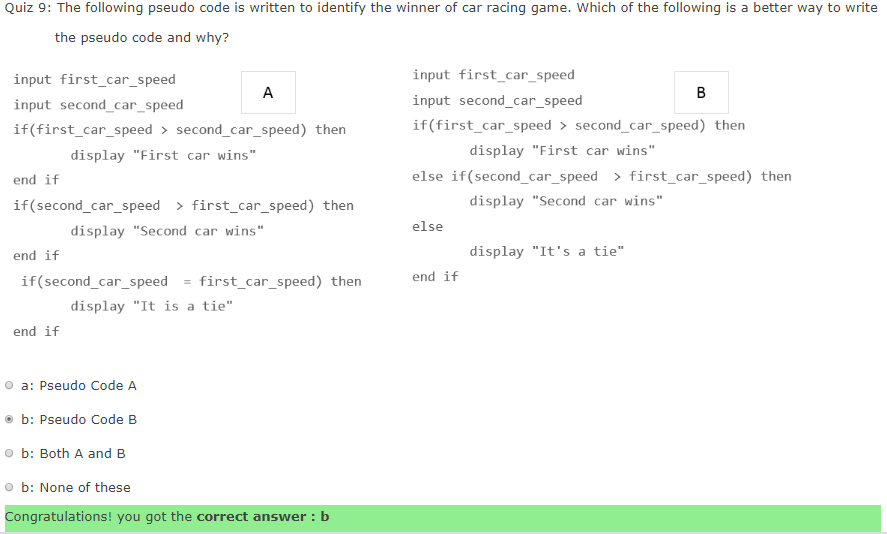 Quiz 9: The following pseudo code is written to identify the winner of car racing game. Which of the following is a better way to write
the pseudo code and why?
A
input first_car_speed
input second_car_speed
if(first_car_speed > second_car_speed) then
display "First car wins"
end if
if(second_car_speed > first_car_speed) then
display "Second car wins"
end if
if(second_car_speed = first_car_speed) then
display "It is a tie"
end if
B
input first_car_speed
input second_car_speed
if(first_car_speed > second_car_speed) then
display "First car wins"
else if(second_car_speed > first_car_speed) then
display "Second car wins"
else
display "It's a tie"
end if
a: Pseudo Code A
b: Pseudo Code B
b: Both A and B
b: None of these
Congratulations! you got the correct answer : b